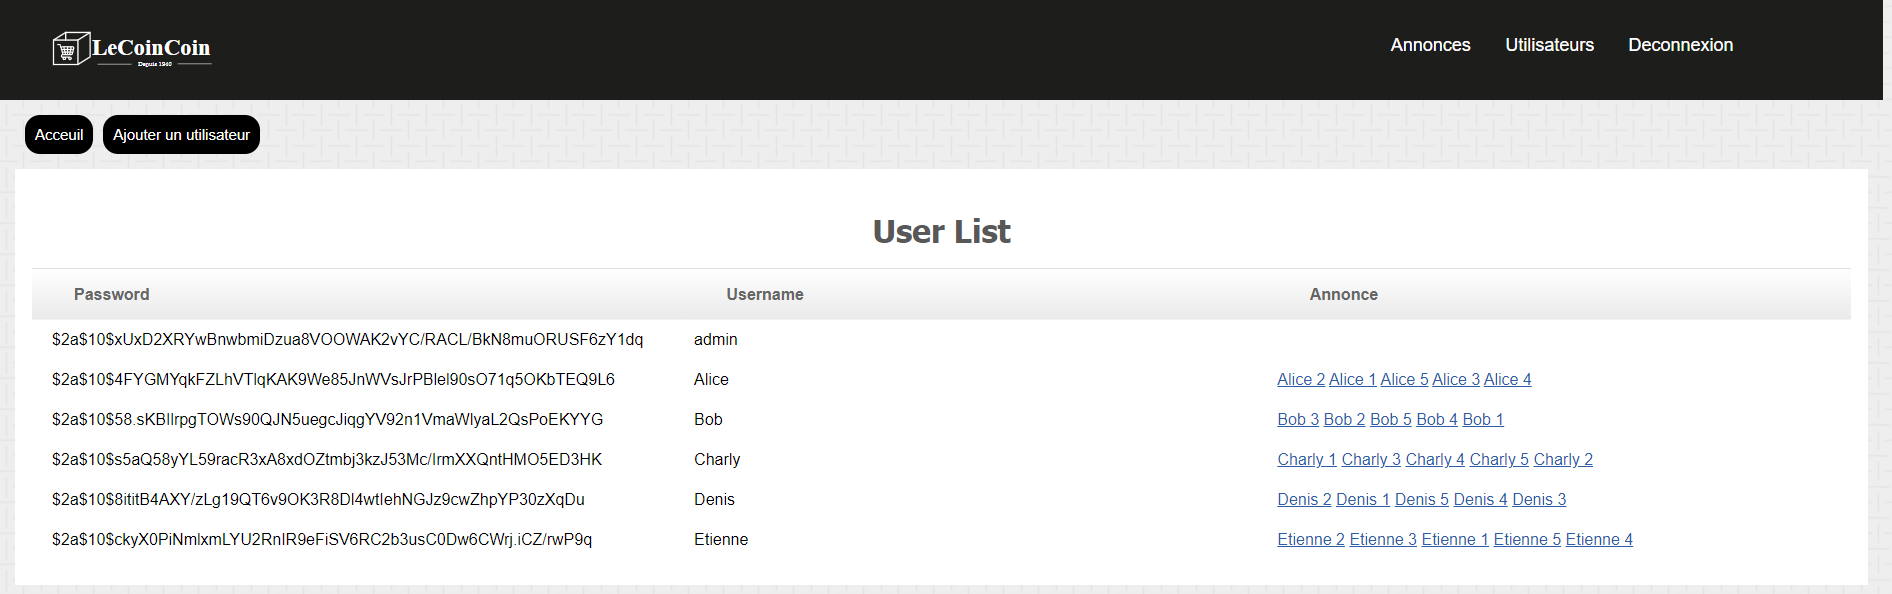 LeCoinCoin
Depuis 1940
Annonces Utilisateurs Deconnexion
Acceuil Ajouter un utilisateur
User List
Password Username Annonce
$2a$10$xUxD2XRYwBnwbmiDzua8VOOWAK2vYC/RACL/BkN8muORUSF6zY1dq admin
$2a$10$4FYGMYqkFZLhVTlqKAK9We85JnWVsJrPBlel90sO71q5OKbTEQ9L6 Alice Alice 2 Alice 1 Alice 5 Alice 3 Alice 4
$2a$10$58.sKBIlrpgTOWs90QJN5uegcJiqgYV92n1VmaWlyaL2QsPoEKYYG Bob Bob 3 Bob 2 Bob 5 Bob 4 Bob 1
$2a$10$s5aQ58yYL59racR3xA8xdOZtmbj3kzJ53Mc/IrmXXQntHMO5ED3HK Charly Charly 1 Charly 3 Charly 4 Charly 5 Charly 2
$2a$10$8ititB4AXY/zLg19QT6v9OK3R8Dl4wtIehNGJz9cwZhpYP30zXqDu Denis Denis 2 Denis 1 Denis 5 Denis 4 Denis 3
$2a$10$ckyX0PiNmlxmLYU2RnIR9eFiSV6RC2b3usC0Dw6CWrj.iCZ/rwP9q Etienne Etienne 2 Etienne 3 Etienne 1 Etienne 5 Etienne 4